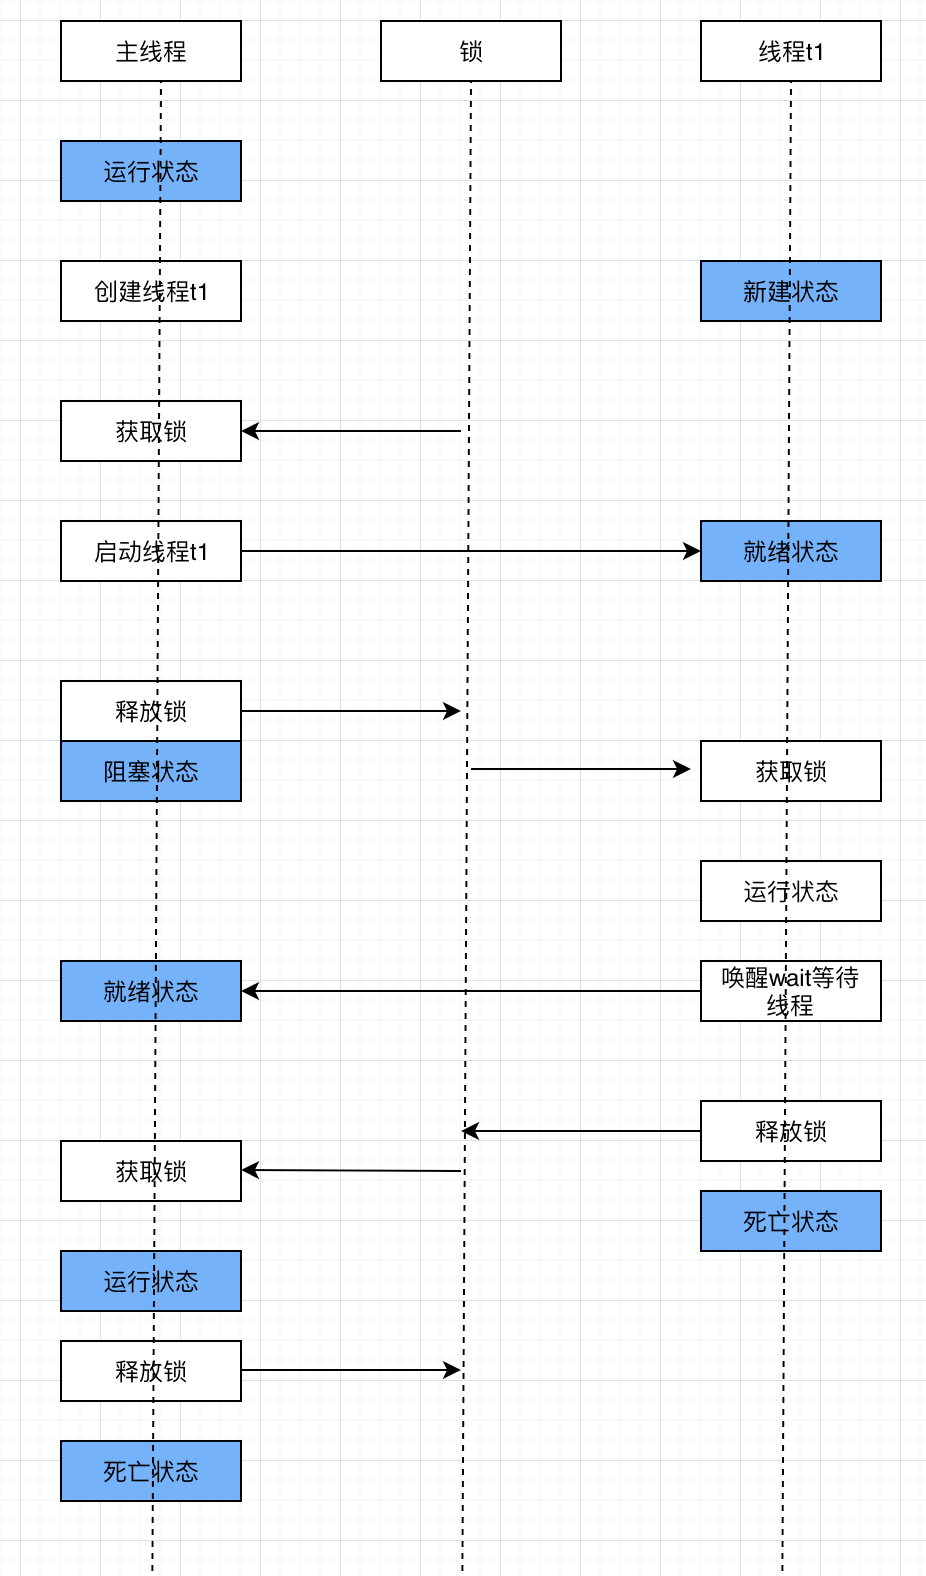 主线程
锁
线程t1
运行状态
创建线程t1
新建状态
获取锁
启动线程t1
就绪状态
释放锁
阻塞状态
获取锁
运行状态
就绪状态
唤醒wait等待
线程
释放锁
获取锁
死亡状态
运行状态
释放锁
死亡状态